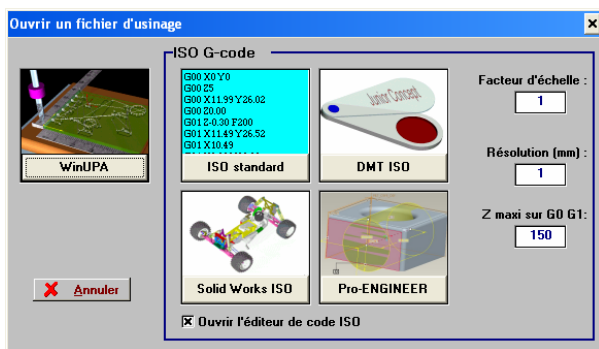 Ouvrir un fichier d'usinage
ISO G-code
WinUPA
G00 X0 Y0
G00 Z5
G00 X11.99 Y26.02
G00 Z0.00
G01 Z-0.30 F200
G01 X11.49 Y26.52
G01 X10.49
ISO standard
Junior Concept
DMT ISO
Facteur d'échelle :
1
Résolution (mm) :
1
Z maxi sur G0 G1:
150
Solid Works ISO
Pro-ENGINEER
Annuler
Ouvrir l'éditeur de code ISO